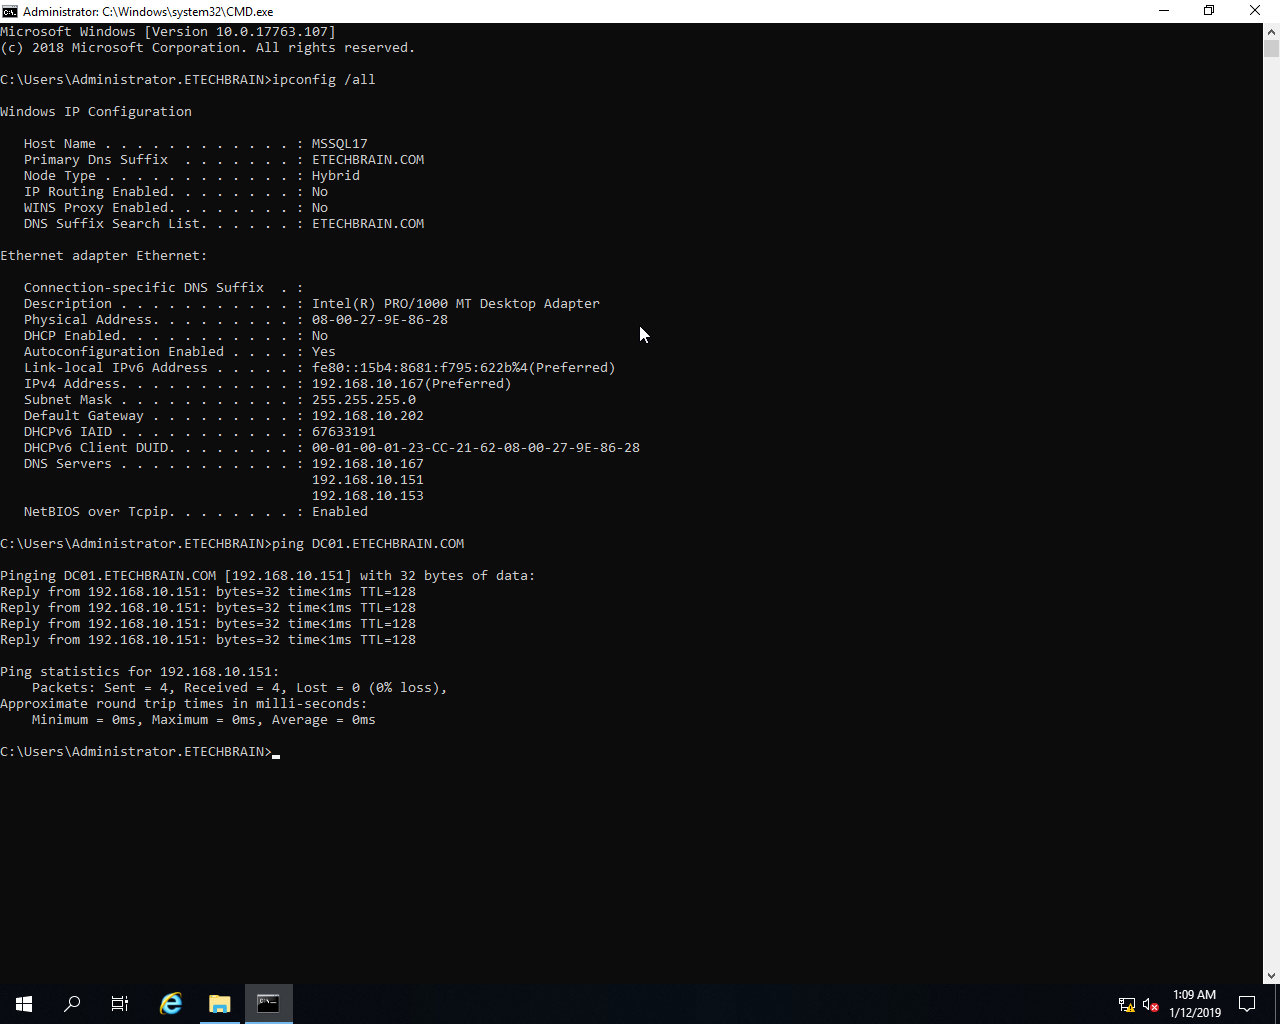 Administrator: C:\Windows\system32\CMD.exe
Microsoft Windows [Version 10.0.17763.107]
(c) 2018 Microsoft Corporation. All rights reserved.
C:\Users\Administrator.ETECHBRAIN>ipconfig /all
Windows IP Configuration
Host Name . . . . . . . . . . . . : MSSQL17
Primary Dns Suffix  . . . . . . . : ETECHBRAIN.COM
Node Type . . . . . . . . . . . . : Hybrid
IP Routing Enabled. . . . . . . . : No
WINS Proxy Enabled. . . . . . . . : No
DNS Suffix Search List. . . . . . : ETECHBRAIN.COM
Ethernet adapter Ethernet:
Connection-specific DNS Suffix  . :
Description . . . . . . . . . . . : Intel(R) PRO/1000 MT Desktop Adapter
Physical Address. . . . . . . . . : 08-00-27-9E-86-28
DHCP Enabled. . . . . . . . . . . : No
Autoconfiguration Enabled . . . . : Yes
Link-local IPv6 Address . . . . . : fe80::15b4:8681:f795:622b%4(Preferred)
IPv4 Address. . . . . . . . . . . : 192.168.10.167(Preferred)
Subnet Mask . . . . . . . . . . . : 255.255.255.0
Default Gateway . . . . . . . . . : 192.168.10.202
DHCPv6 IAID . . . . . . . . . . . : 67633191
DHCPv6 Client DUID. . . . . . . . : 00-01-00-01-23-CC-21-62-08-00-27-9E-86-28
DNS Servers . . . . . . . . . . . : 192.168.10.167
192.168.10.151
192.168.10.153
NetBIOS over Tcpip. . . . . . . . : Enabled
C:\Users\Administrator.ETECHBRAIN>ping DC01.ETECHBRAIN.COM
Pinging DC01.ETECHBRAIN.COM [192.168.10.151] with 32 bytes of data:
Reply from 192.168.10.151: bytes=32 time<1ms TTL=128
Reply from 192.168.10.151: bytes=32 time<1ms TTL=128
Reply from 192.168.10.151: bytes=32 time<1ms TTL=128
Reply from 192.168.10.151: bytes=32 time<1ms TTL=128
Ping statistics for 192.168.10.151:
Packets: Sent = 4, Received = 4, Lost = 0 (0% loss),
Approximate round trip times in milli-seconds:
Minimum = 0ms, Maximum = 0ms, Average = 0ms
C:\Users\Administrator.ETECHBRAIN>
1:09 AM
1/12/2019